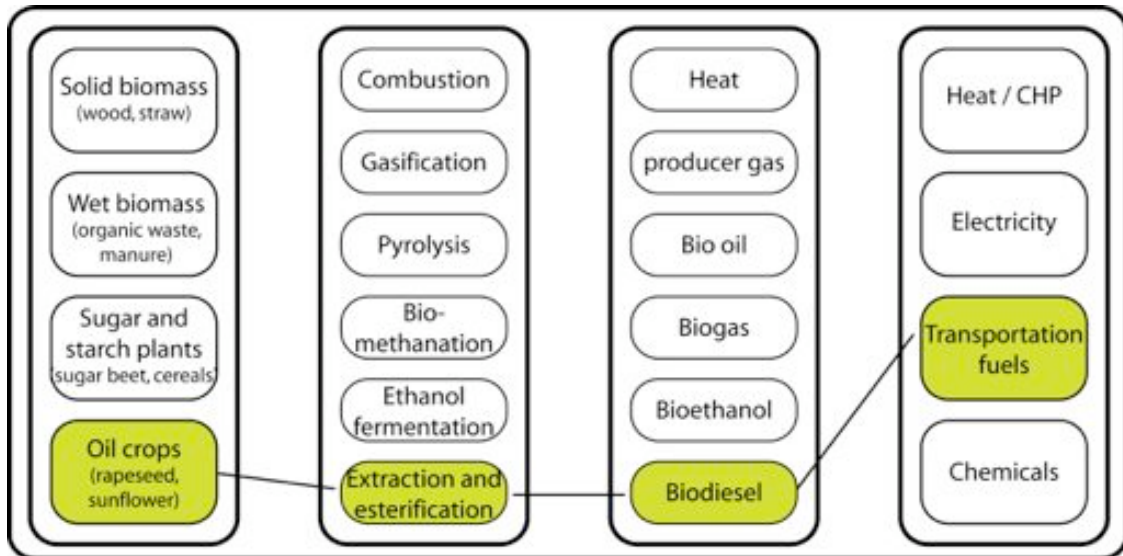 Solid biomass
(wood, straw)
Wet biomass
(organic waste,
manure)
Sugar and
starch plants
(sugar beet, cereals)
Oil crops
(rapeseed,
sunflower)
Combustion
Gasification
Pyrolysis
Bio-
methanation
Ethanol
fermentation
Extraction and
esterification
Heat
producer gas
Bio oil
Biogas
Bioethanol
Biodiesel
Heat / CHP
Electricity
Transportation
fuels
Chemicals